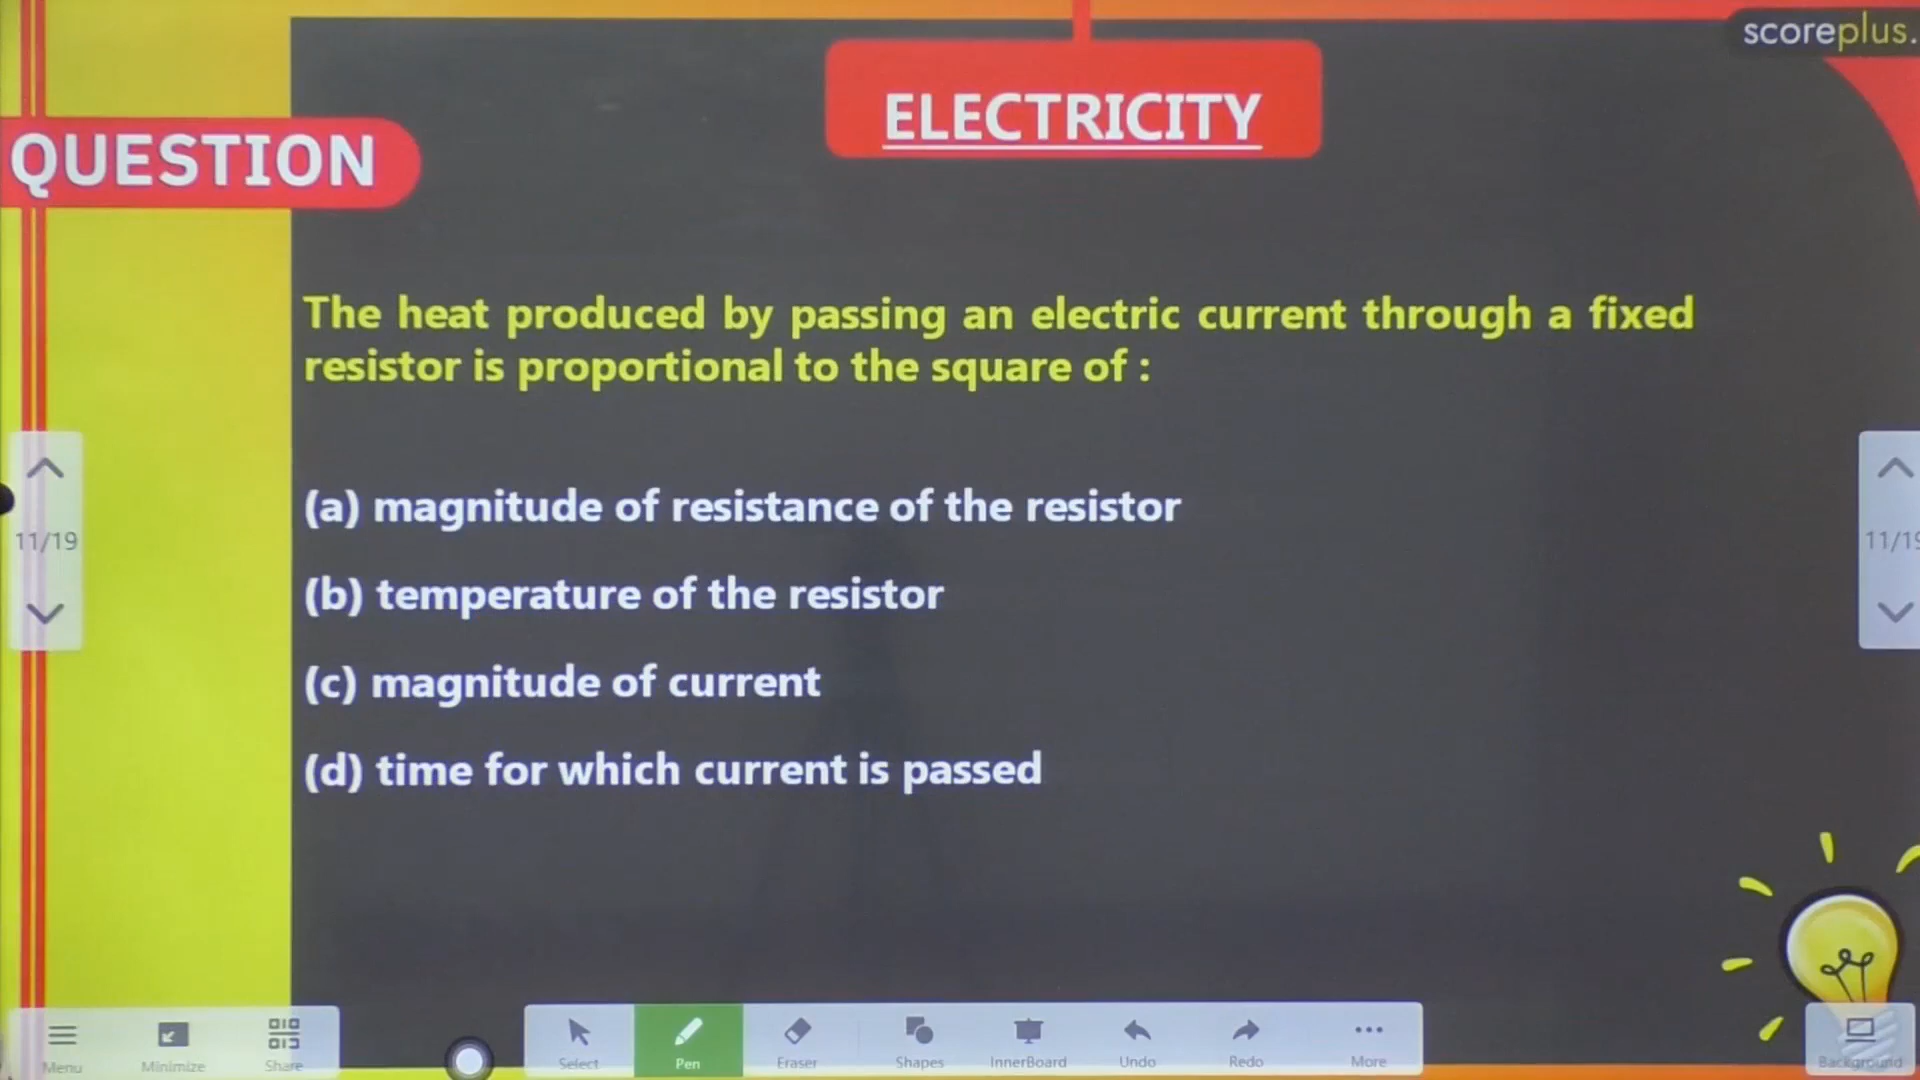 scoreplus.
ELECTRICITY
QUESTION
The heat produced by passing an electric current through a fixed
resistor is proportional to the square of :
(a) magnitude of resistance of the resistor
11/19
11/19
(b) temperature of the resistor
(c) magnitude of current
(d) time for which current is passed
Menu
Minimize
Share
Select
Pen
Eraser
Shapes
InnerBoard
Undo
Redo
More
Background